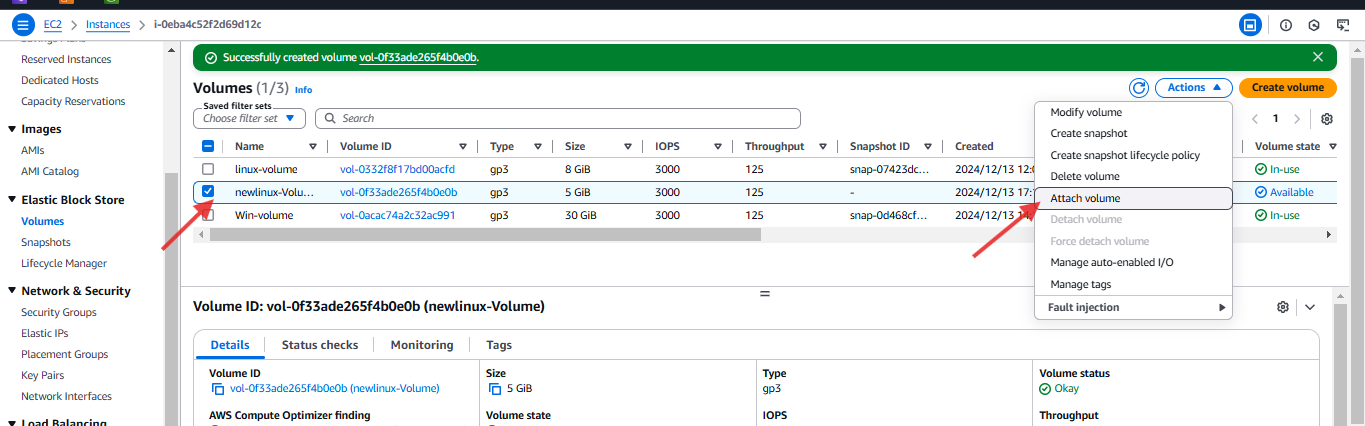 EC2 > Instances > i-0eba4c52f2d69d12c
Reserved Instances
Dedicated Hosts
Capacity Reservations
Images
AMIs
AMI Catalog
Elastic Block Store
Volumes
Snapshots
Lifecycle Manager
Network & Security
Security Groups
Elastic IPs
Placement Groups
Key Pairs
Network Interfaces
Load Balancing
Successfully created volume vol-0f33ade265f4b0e0b.
Volumes (1/3) Info
Actions
Create volume
Saved filter sets
Choose filter set
Search
1
Name Volume ID Type Size IOPS Throughput Snapshot ID Created Volume state
linux-volume vol-0332f8f17bd00acfd gp3 8 GiB 3000 125 snap-07423dc... 2024/12/13 12:0 In-use
newlinux-Volu... vol-0f33ade265f4b0e0b gp3 5 GiB 3000 125 - 2024/12/13 17: Available
Win-volume vol-0acac74a2c32ac991 gp3 30 GiB 3000 125 snap-0d468cf... 2024/12/13 In-use
Modify volume
Create snapshot
Create snapshot lifecycle policy
Delete volume
Attach volume
Detach volume
Force detach volume
Manage auto-enabled I/O
Manage tags
Fault injection
Volume ID: vol-0f33ade265f4b0e0b (newlinux-Volume)
Details Status checks Monitoring Tags
Volume ID Size Type Volume status
vol-0f33ade265f4b0e0b (newlinux-Volume) 5 GiB gp3 Okay
AWS Compute Optimizer finding Volume state IOPS Throughput